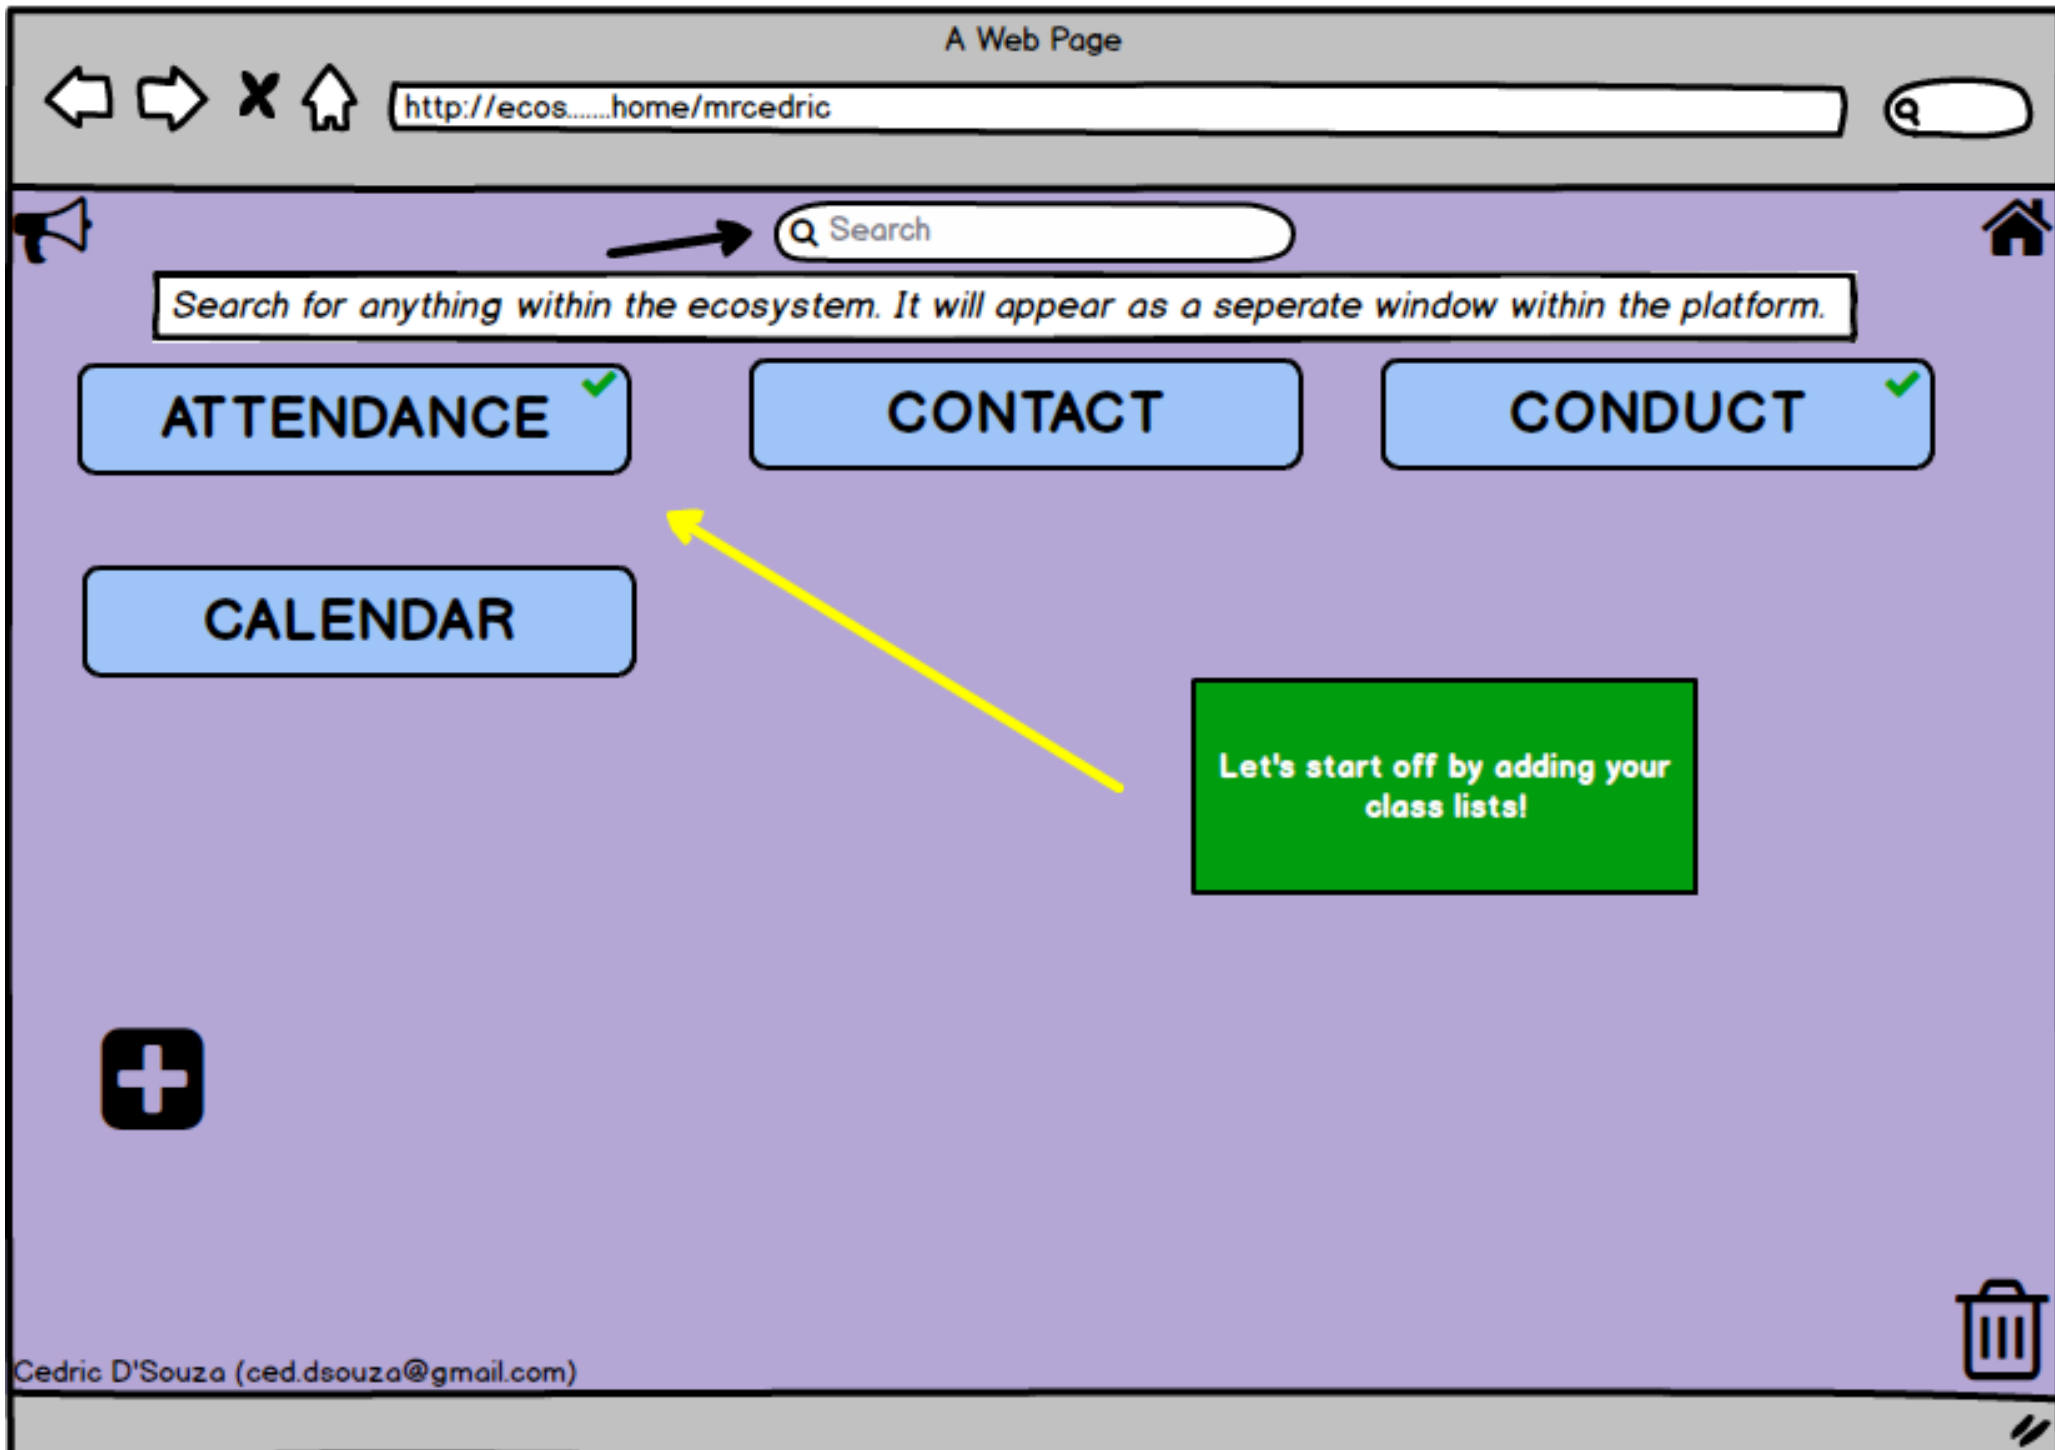 A Web Page
http://ecos.......home/mrcedric
Search
Search for anything within the ecosystem. It will appear as a seperate window within the platform.
ATTENDANCE
CONTACT
CONDUCT
CALENDAR
Let's start off by adding your
class lists!
Cedric D'Souza (ced.dsouza@gmail.com)